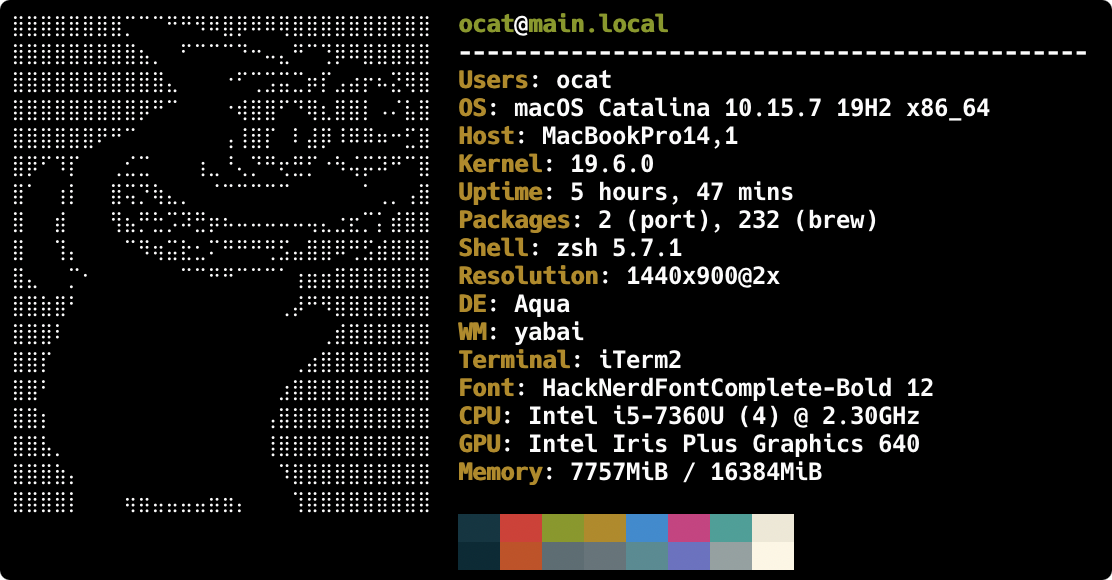 ocat@main.local
---------------------------------------------
Users: ocat
OS: macOS Catalina 10.15.7 19H2 x86_64
Host: MacBookPro14,1
Kernel: 19.6.0
Uptime: 5 hours, 47 mins
Packages: 2 (port), 232 (brew)
Shell: zsh 5.7.1
Resolution: 1440x900@2x
DE: Aqua
WM: yabai
Terminal: iTerm2
Font: HackNerdFontComplete-Bold 12
CPU: Intel i5-7360U (4) @ 2.30GHz
GPU: Intel Iris Plus Graphics 640
Memory: 7757MiB / 16384MiB